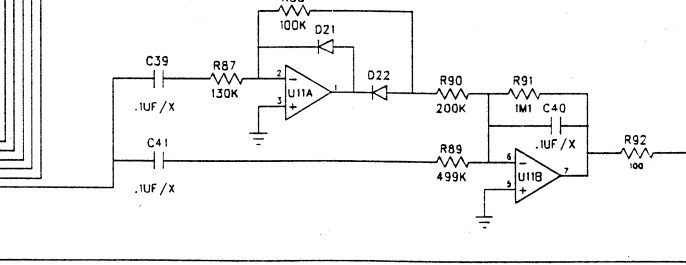 100K
D21
C39
R87
2
-
U11A
1
D22
R90
R91
.1UF/X
130K
3
+
200K
1M1
C40
.1UF/X
C41
R89
R92
6
-
499K
U11B
7
100
.1UF/X
5
+